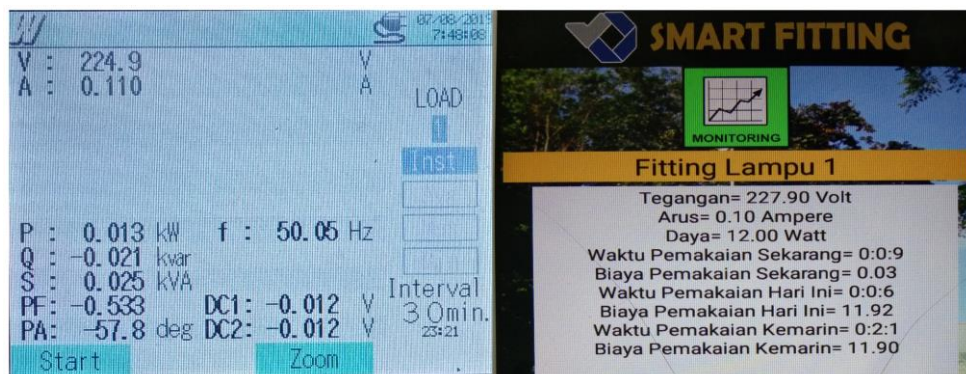 07/08/2019
7:48:08
V : 224.9 V
A : 0.110 A
LOAD
1
Inst
P : 0.013 kW f : 50.05 Hz
Q : -0.021 kvar
S : 0.025 kVA
PF: -0.533 DC1: -0.012 V
PA: -57.8 deg DC2: -0.012 V
Interval
30min.
23:21
Start Zoom
SMART FITTING
MONITORING
Fitting Lampu 1
Tegangan= 227.90 Volt
Arus= 0.10 Ampere
Daya= 12.00 Watt
Waktu Pemakaian Sekarang= 0:0:9
Biaya Pemakaian Sekarang= 0.03
Waktu Pemakaian Hari Ini= 0:0:6
Biaya Pemakaian Hari Ini= 11.92
Waktu Pemakaian Kemarin= 0:2:1
Biaya Pemakaian Kemarin= 11.90